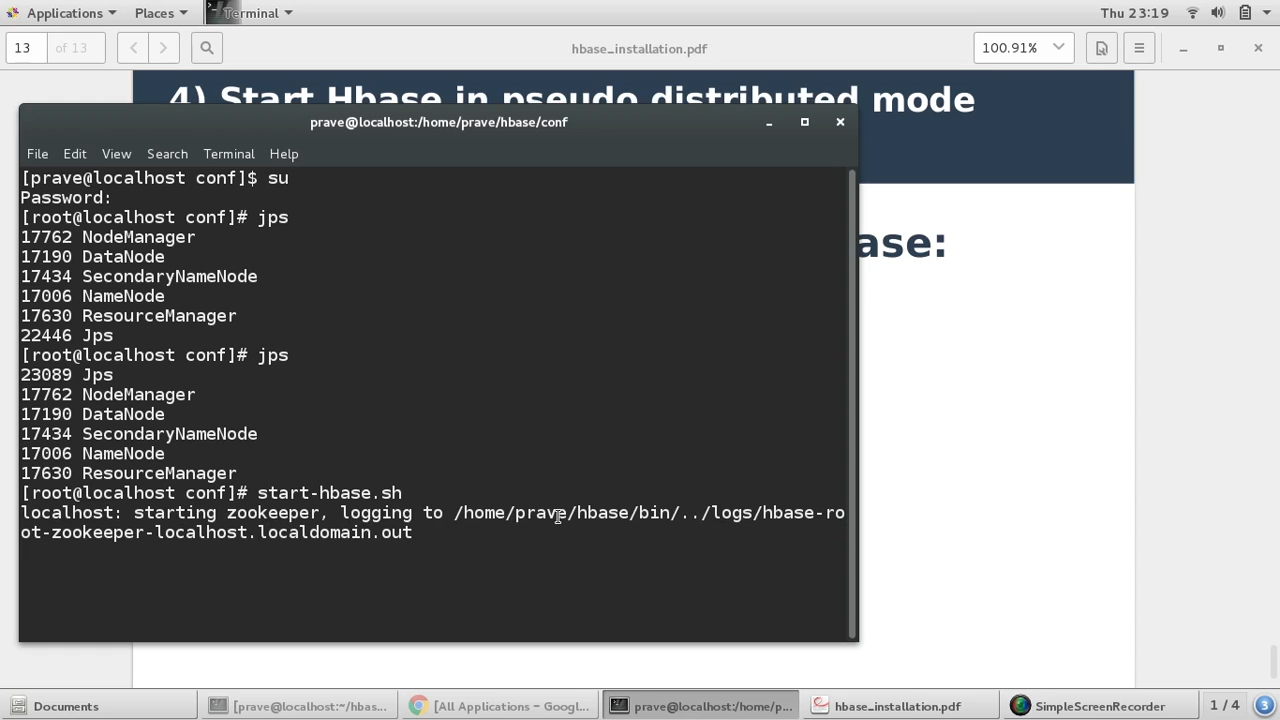 Applications Places Terminal Thu 23:19
13 of 13 hbase_installation.pdf 100.91%
4) Start Hbase in pseudo distributed mode
prave@localhost:/home/prave/hbase/conf
File Edit View Search Terminal Help
[prave@localhost conf]$ su
Password:
[root@localhost conf]# jps
17762 NodeManager
17190 DataNode
17434 SecondaryNameNode
17006 NameNode
17630 ResourceManager
22446 Jps
[root@localhost conf]# jps
23089 Jps
17762 NodeManager
17190 DataNode
17434 SecondaryNameNode
17006 NameNode
17630 ResourceManager
[root@localhost conf]# start-hbase.sh
localhost: starting zookeeper, logging to /home/prave/hbase/bin/../logs/hbase-ro
ot-zookeeper-localhost.localdomain.out
ase:
Documents [prave@localhost:~/hbas... [All Applications – Googl... prave@localhost:/home/p... hbase_installation.pdf SimpleScreenRecorder 1 / 4 3